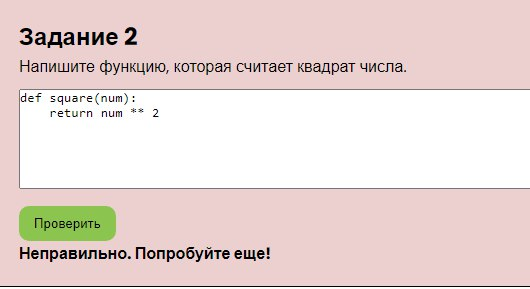 Задание 2
Напишите функцию, которая считает квадрат числа.
def square(num):
    return num ** 2
Проверить
Неправильно. Попробуйте еще!